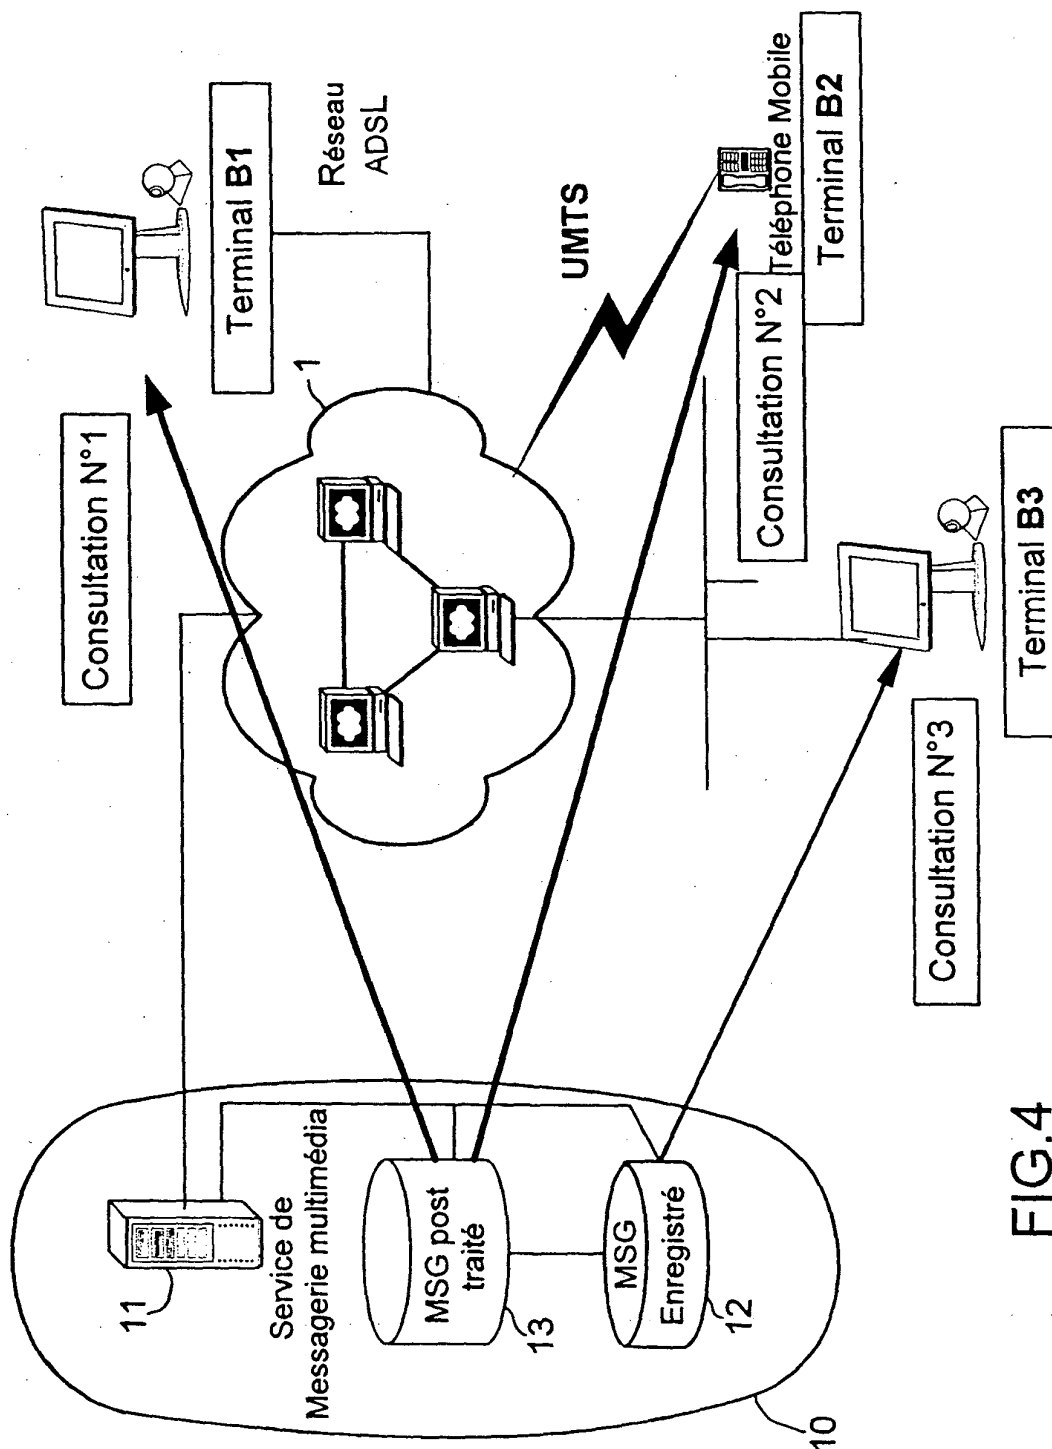 Consultation N°1
Terminal B1
Réseau
ADSL
1
UMTS
Téléphone Mobile
Terminal B2
Consultation N°2
Terminal B3
Consultation N°3
11
Service de
Messagerie multimédia
MSG post
traité
13
MSG
Enregistré
12
10
FIG.4